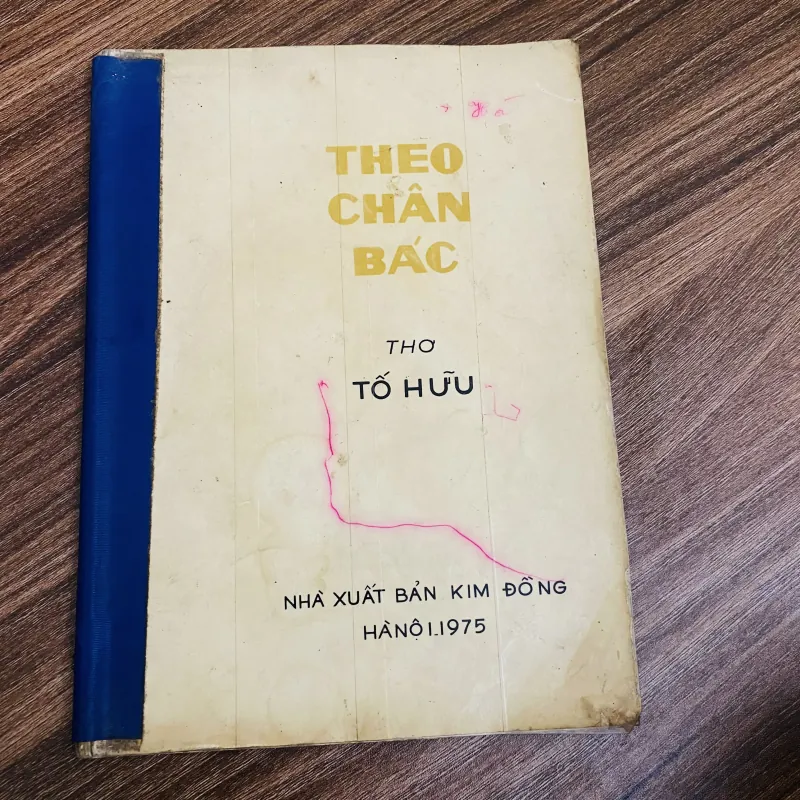 THEO
CHÂN
BÁC
THƠ
TỐ HỮU
NHÀ XUẤT BẢN KIM ĐỒNG
HÀNỘI.1975